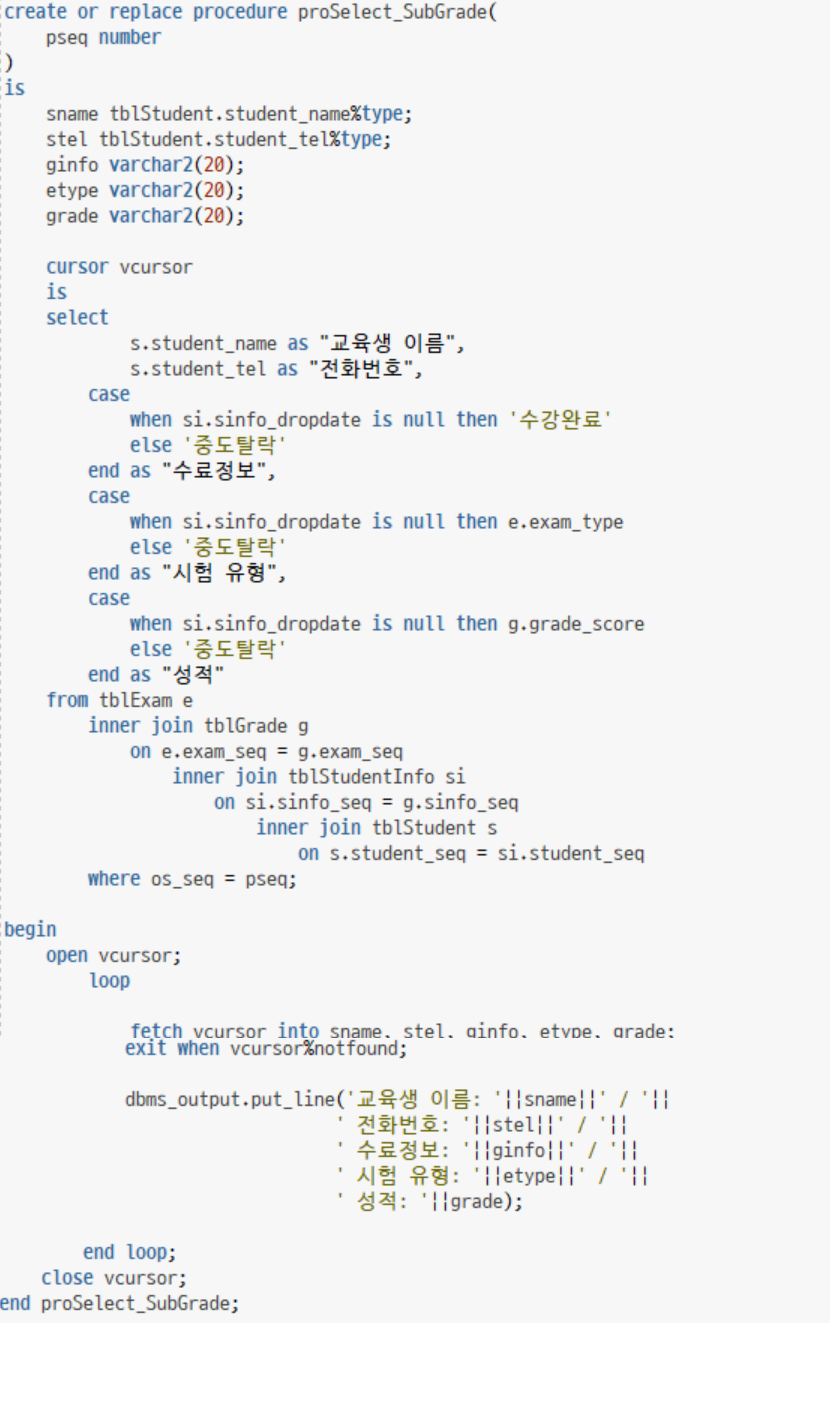 create or replace procedure proSelect_SubGrade(
    pseq number
)
is
    sname tblStudent.student_name%type;
    stel tblStudent.student_tel%type;
    ginfo varchar2(20);
    etype varchar2(20);
    grade varchar2(20);

    cursor vcursor
    is
    select
            s.student_name as "교육생 이름",
            s.student_tel as "전화번호",
        case
            when si.sinfo_dropdate is null then '수강완료'
            else '중도탈락'
        end as "수료정보",
        case
            when si.sinfo_dropdate is null then e.exam_type
            else '중도탈락'
        end as "시험 유형",
        case
            when si.sinfo_dropdate is null then g.grade_score
            else '중도탈락'
        end as "성적"
    from tblExam e
        inner join tblGrade g
            on e.exam_seq = g.exam_seq
                inner join tblStudentInfo si
                    on si.sinfo_seq = g.sinfo_seq
                        inner join tblStudent s
                            on s.student_seq = si.student_seq
        where os_seq = pseq;

begin
    open vcursor;
        loop

            fetch vcursor into sname, stel, ginfo, etype, grade;
            exit when vcursor%notfound;

            dbms_output.put_line('교육생 이름: '||sname||' / '||
                                ' 전화번호: '||stel||' / '||
                                ' 수료정보: '||ginfo||' / '||
                                ' 시험 유형: '||etype||' / '||
                                ' 성적: '||grade);

        end loop;
    close vcursor;
end proSelect_SubGrade;